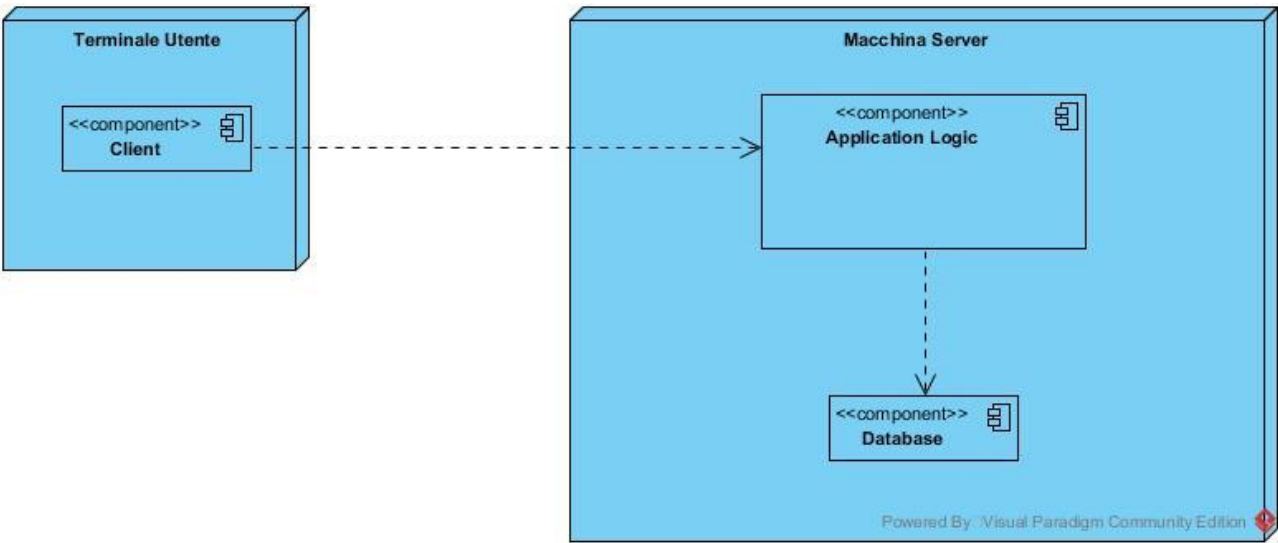 Terminale Utente
<<component>>
Client
Macchina Server
<<component>>
Application Logic
<<component>>
Database
Powered By Visual Paradigm Community Edition